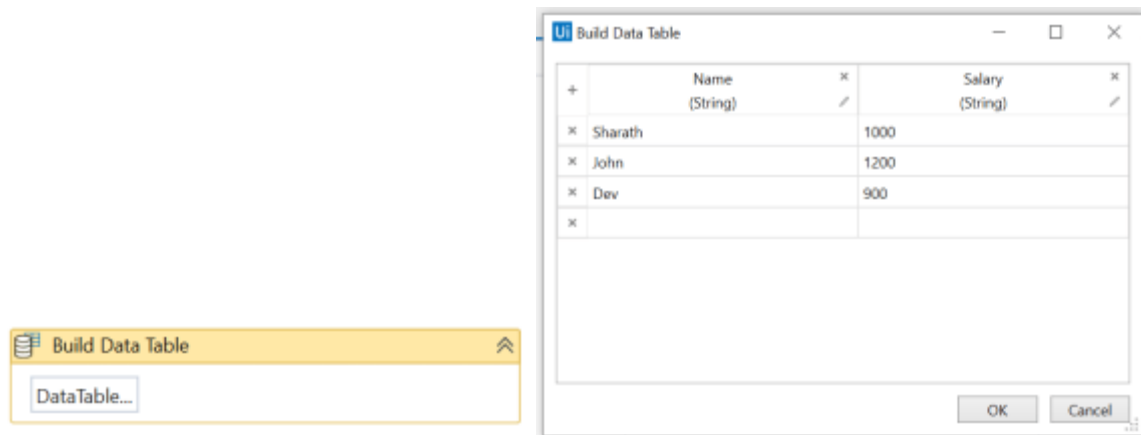 Ui Build Data Table
Name Salary
(String) (String)
Sharath 1000
John 1200
Dev 900
OK Cancel
Build Data Table
DataTable...